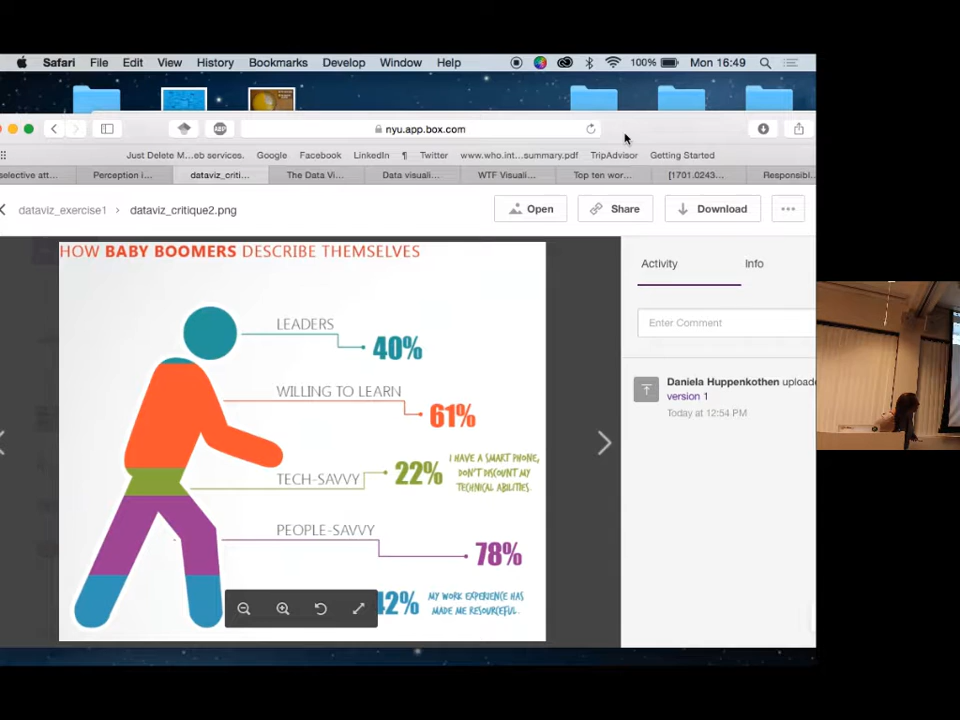 Safari File Edit View History Bookmarks Develop Window Help 100% Mon 16:49
nyu.app.box.com
Just Delete M...eb services. Google Facebook LinkedIn ¶ Twitter www.who.int...summary.pdf TripAdvisor Getting Started
selective att... Perception i... dataviz_criti... The Data Vi... Data visuali... WTF Visuali... Top ten wor... [1701.0243... Responsibl...
dataviz_exercise1 > dataviz_critique2.png Open Share Download
HOW BABY BOOMERS DESCRIBE THEMSELVES
LEADERS
40%
WILLING TO LEARN
61%
TECH-SAVVY
22%
I HAVE A SMART PHONE,
DON'T DISCOUNT MY
TECHNICAL ABILITIES.
PEOPLE-SAVVY
78%
42%
MY WORK EXPERIENCE HAS
MADE ME RESOURCEFUL.
Activity Info
Enter Comment
Daniela Huppenkothen uploade
version 1
Today at 12:54 PM